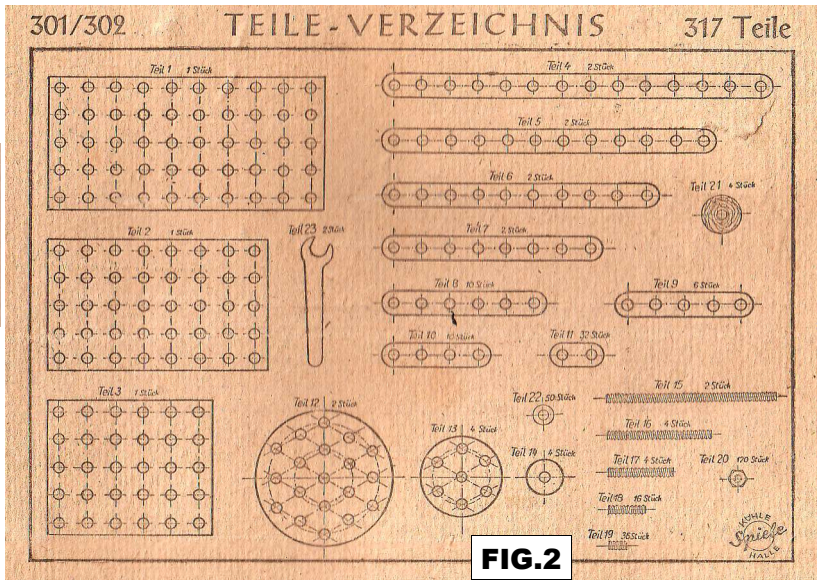 301/302 TEILE-VERZEICHNIS 317 Teile
Teil 1 1 Stück
Teil 4 2 Stück
Teil 5 2 Stück
Teil 6 2 Stück
Teil 21 4 Stück
Teil 2 1 Stück
Teil 23 2 Stück
Teil 7 2 Stück
Teil 8 10 Stück
Teil 9 6 Stück
Teil 10 10 Stück
Teil 11 32 Stück
Teil 3 1 Stück
Teil 12 2 Stück
Teil 13 4 Stück
Teil 22 50 Stück
Teil 14 4 Stück
Teil 15 2 Stück
Teil 16 4 Stück
Teil 17 4 Stück
Teil 20 170 Stück
Teil 18 16 Stück
Teil 19 36 Stück
KÜHLE
Spiele
HALLE
FIG.2